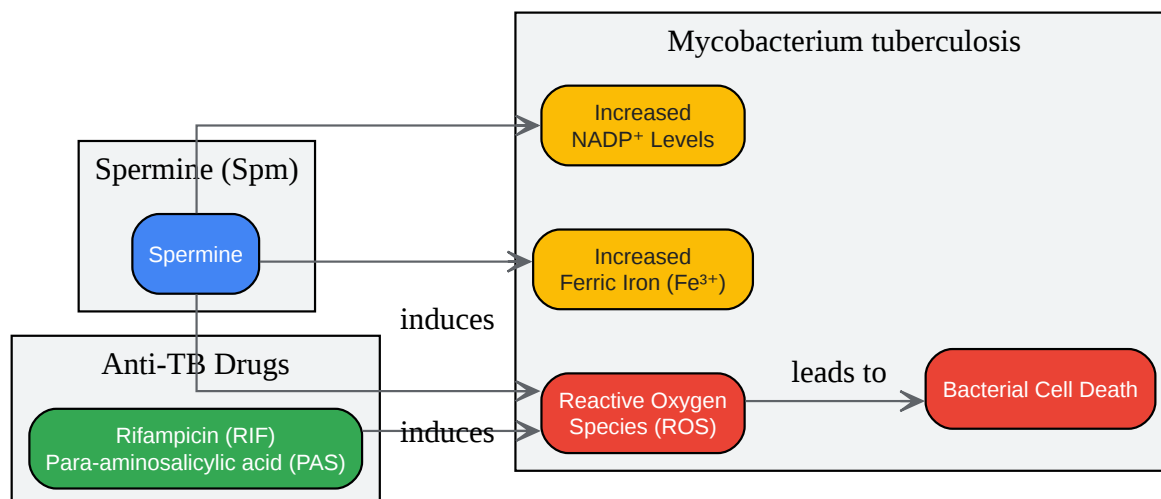 Mycobacterium tuberculosis
Increased
NADP⁺ Levels
Spermine (Spm)
Spermine
Increased
Ferric Iron (Fe³⁺)
induces
Anti-TB Drugs
leads to
Reactive Oxygen
Species (ROS)
Bacterial Cell Death
induces
Rifampicin (RIF)
Para-aminosalicylic acid (PAS)